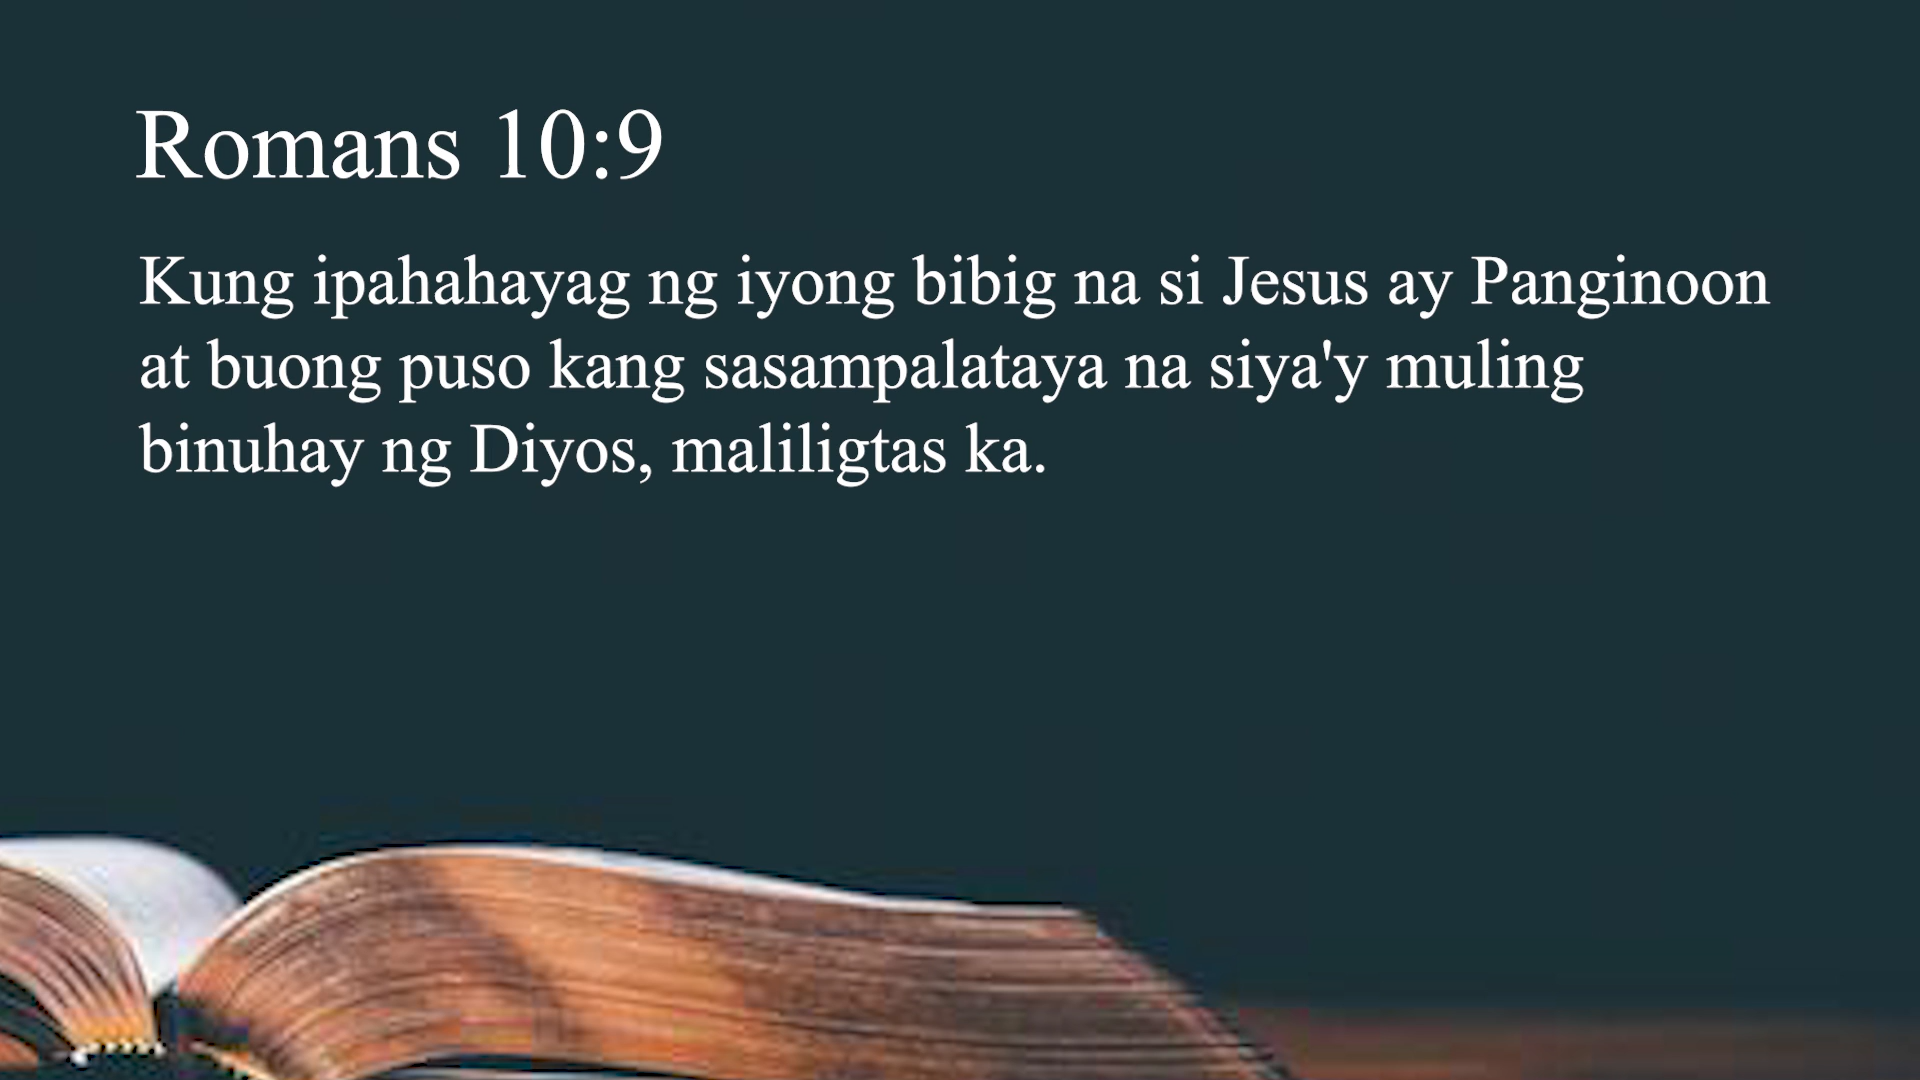 Romans 10:9
Kung ipahahayag ng iyong bibig na si Jesus ay Panginoon
at buong puso kang sasampalataya na siya'y muling
binuhay ng Diyos, maliligtas ka.